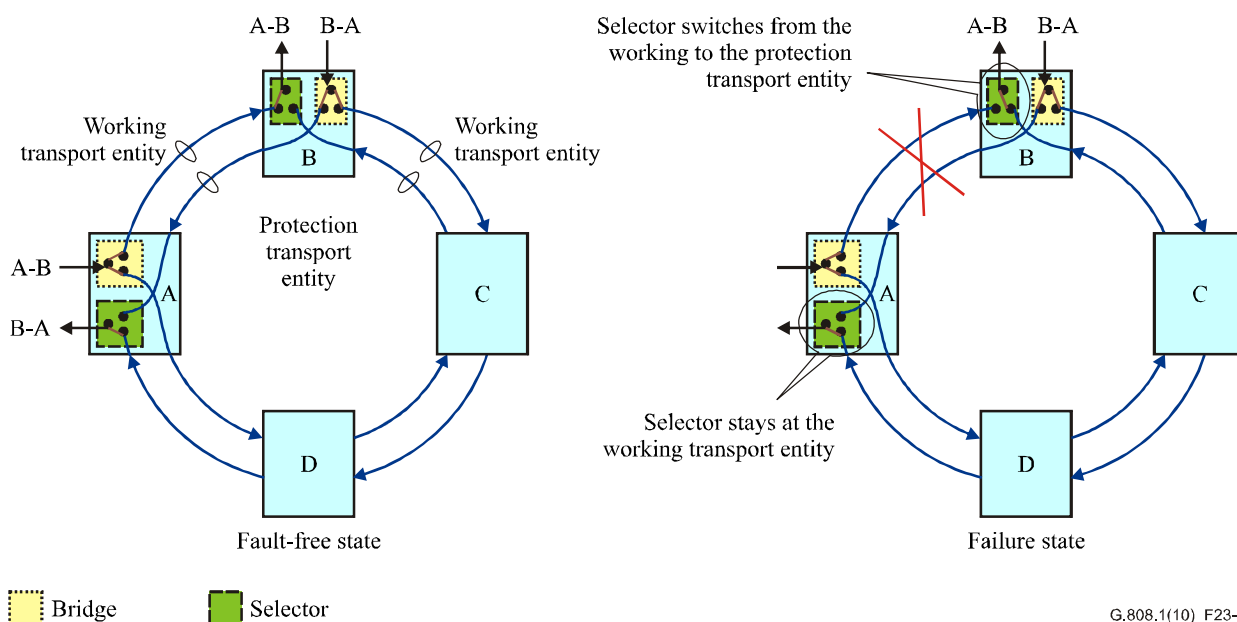 A-B
B-A
Working
transport entity
Working
transport entity
B
Protection
transport
entity
A-B
A
B-A
C
D
Fault-free state
Selector switches from the
working to the protection
transport entity
A-B
B-A
B
A
C
Selector stays at the
working transport entity
D
Failure state
Bridge
Selector
G.808.1(10)_F23-